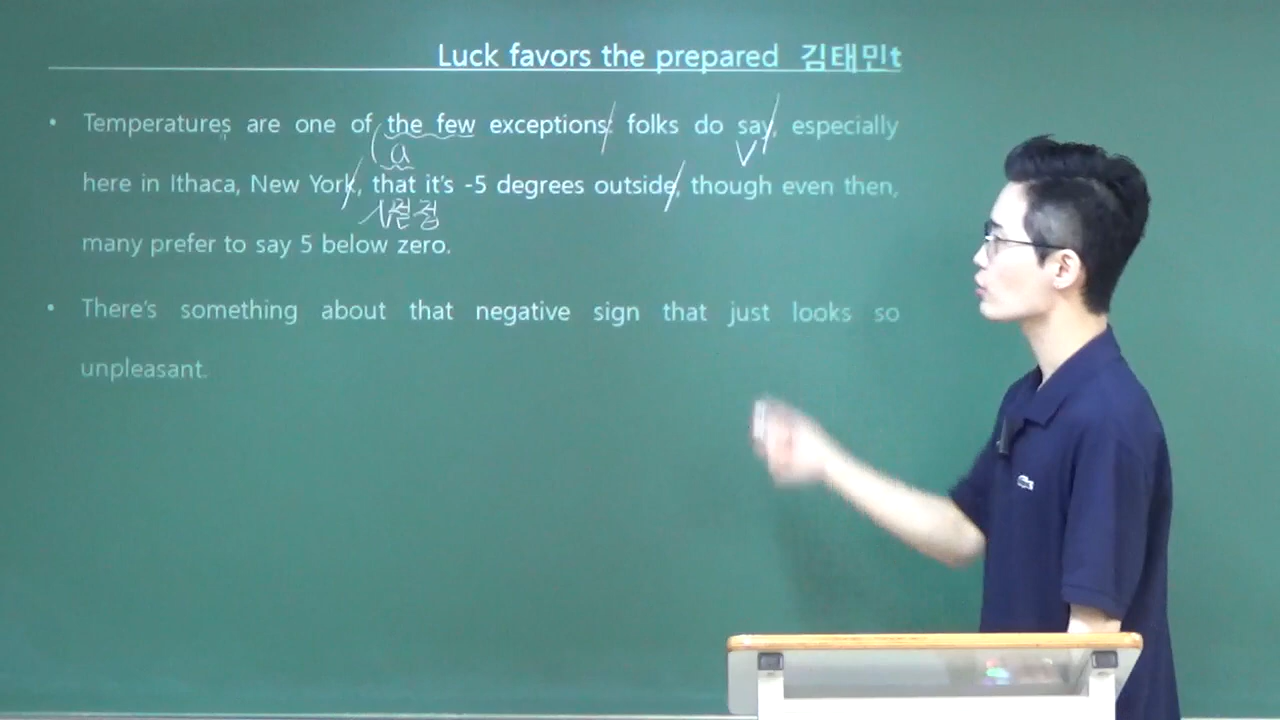 Luck favors the prepared 김태민t
• Temperatures are one of the few exceptions: folks do say, especially
(a V
here in Ithaca, New York, that it's -5 degrees outside, though even then,
many prefer to say 5 below zero.
• There's something about that negative sign that just looks so
unpleasant.